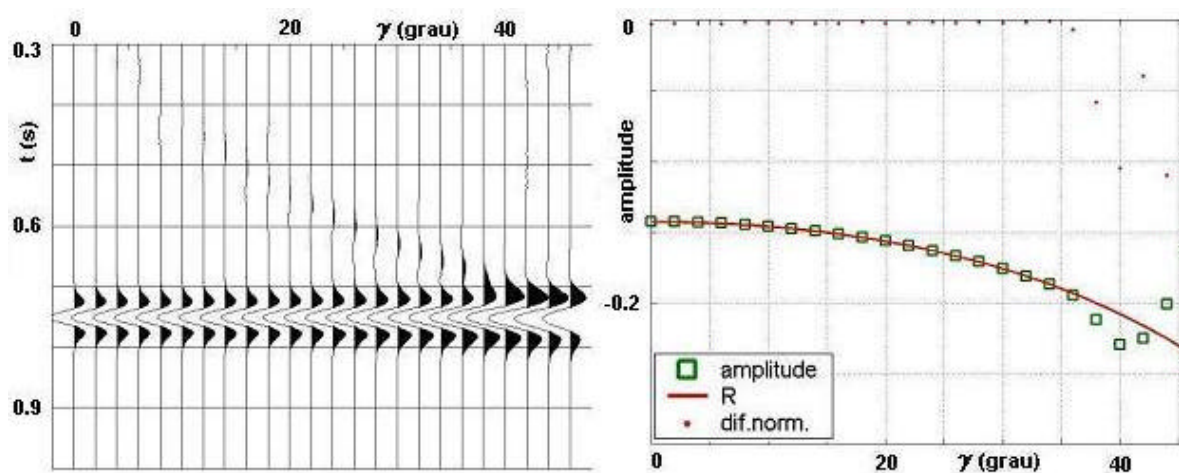 0 20 γ (grau) 40
0.3
t (s)
0.6
0.9
0
amplitude
-0.2
amplitude
R
dif.norm.
0 20 γ (grau) 40